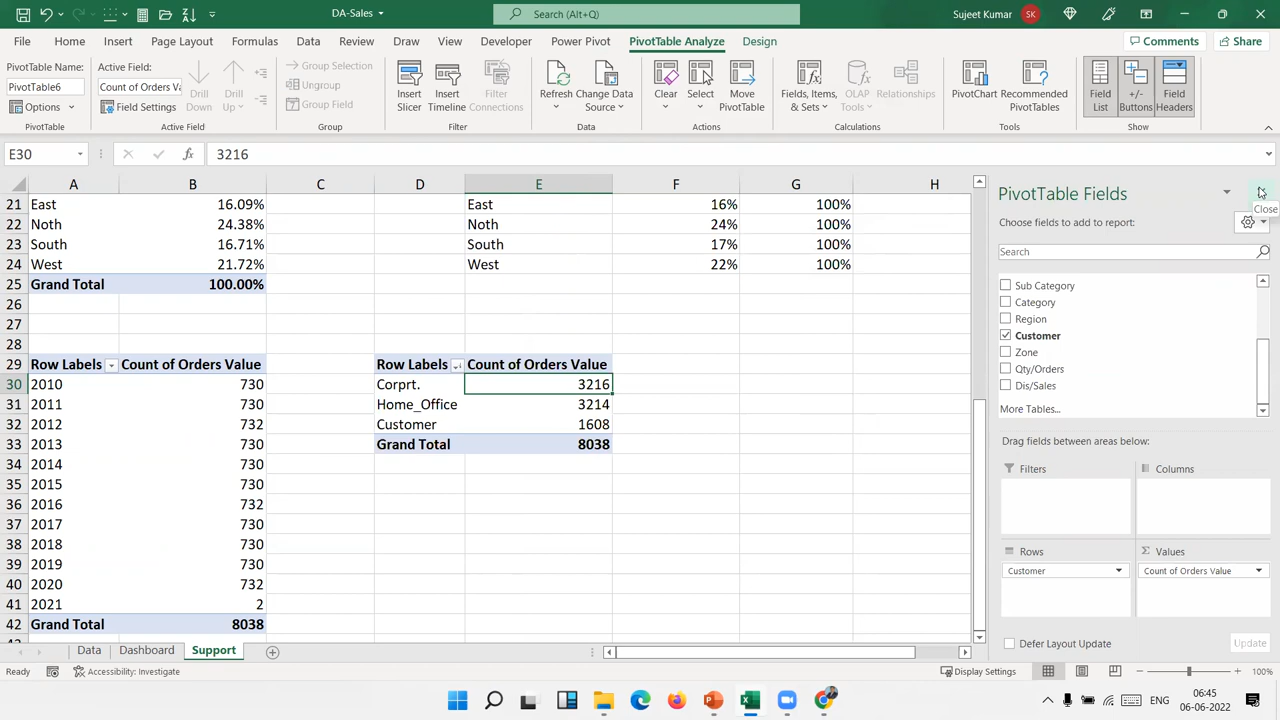 DA-Sales
Search (Alt+Q)
Sujeet Kumar
SK
File Home Insert Page Layout Formulas Data Review View Draw Developer Power Pivot PivotTable Analyze Design Comments Share
PivotTable Name:
PivotTable6
Options
PivotTable
Active Field:
Count of Orders Va
Field Settings
Drill Down
Drill Up
Active Field
Group Selection
Ungroup
Group Field
Group
Insert Slicer
Insert Timeline
Filter Connections
Filter
Refresh
Change Data Source
Data
Clear
Select
Move PivotTable
Actions
Fields, Items, & Sets
OLAP Tools
Relationships
Calculations
PivotChart
Recommended PivotTables
Tools
Field List
+/- Buttons
Field Headers
Show
E30
fx
3216
A B C D E F G H
21 East 16.09% East 16% 100%
22 Noth 24.38% Noth 24% 100%
23 South 16.71% South 17% 100%
24 West 21.72% West 22% 100%
25 Grand Total 100.00%
26
27
28
29 Row Labels Count of Orders Value Row Labels Count of Orders Value
30 2010 730 Corprt. 3216
31 2011 730 Home_Office 3214
32 2012 732 Customer 1608
33 2013 730 Grand Total 8038
34 2014 730
35 2015 730
36 2016 732
37 2017 730
38 2018 730
39 2019 730
40 2020 732
41 2021 2
42 Grand Total 8038
PivotTable Fields
Close
Choose fields to add to report:
Search
Sub Category
Category
Region
Customer
Zone
Qty/Orders
Dis/Sales
More Tables...
Drag fields between areas below:
Filters
Columns
Rows
Values
Customer
Count of Orders Value
Defer Layout Update
Update
Data Dashboard Support
Ready
Accessibility: Investigate
Display Settings
100%
ENG
06:45
06-06-2022